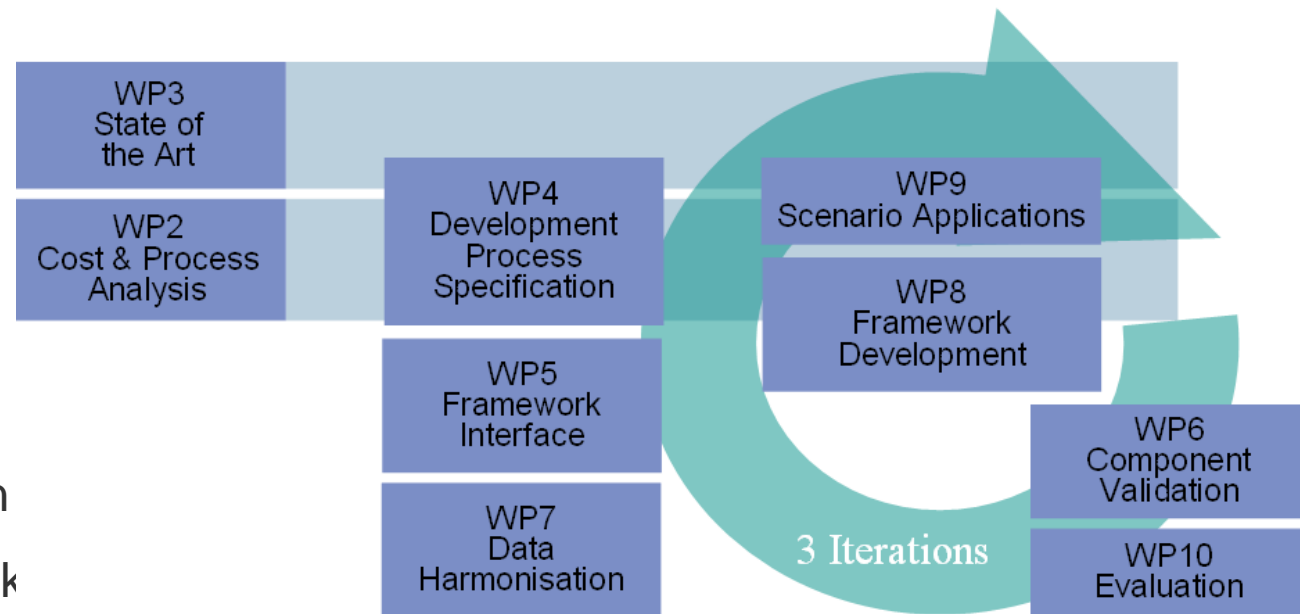 WP3
State of
the Art
WP2
Cost & Process
Analysis
WP4
Development
Process
Specification
WP5
Framework
Interface
WP7
Data
Harmonisation
WP9
Scenario Applications
WP8
Framework
Development
WP6
Component
Validation
WP10
Evaluation
3 Iterations